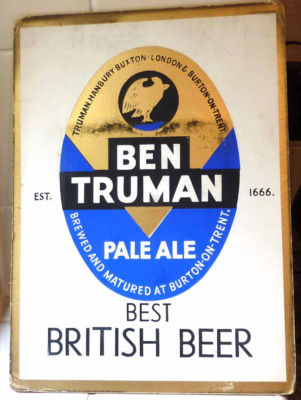 TRUMAN, HANBURY BUXTON · LONDON & BURTON-ON-TRENT
BEN
TRUMAN
EST. 1666.
PALE ALE
BREWED AND MATURED AT BURTON-ON-TRENT.
BEST
BRITISH BEER